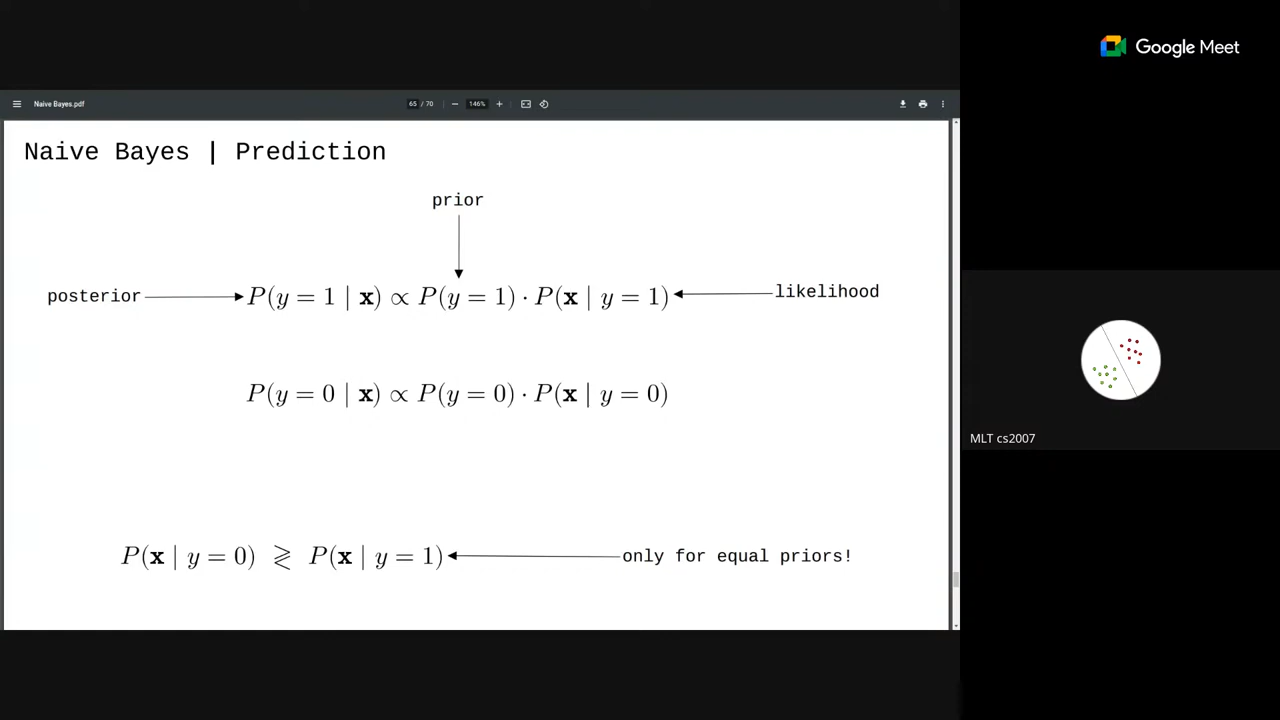 Google Meet
Naive Bayes.pdf 65 / 70 146%
Naive Bayes | Prediction
prior
posterior P(y = 1 | x) ∝ P(y = 1) · P(x | y = 1) likelihood
P(y = 0 | x) ∝ P(y = 0) · P(x | y = 0)
MLT cs2007
P(x | y = 0) ≷ P(x | y = 1) only for equal priors!